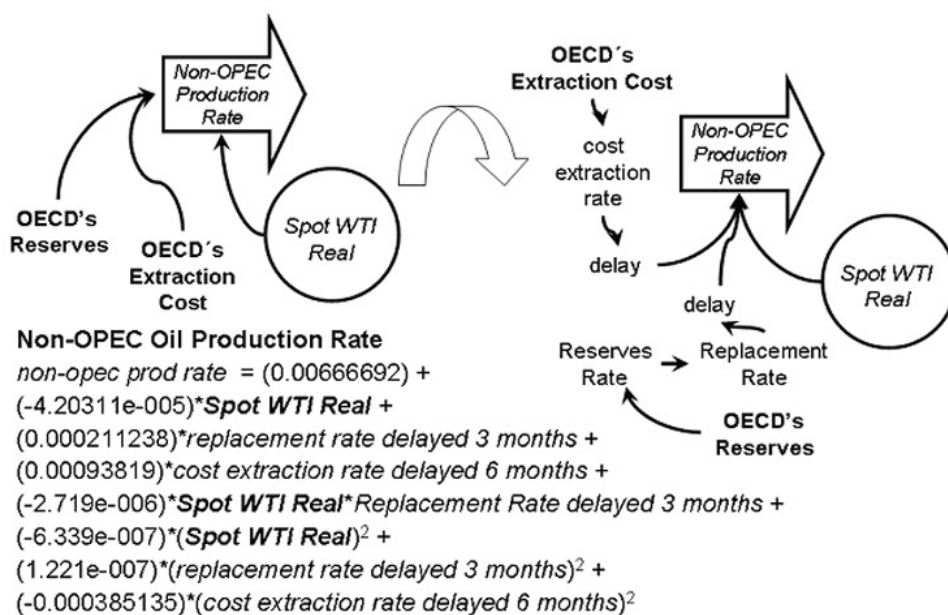 Non-OPEC
Production
Rate
OECD's
Reserves
OECD´s
Extraction
Cost
Spot WTI
Real
OECD´s
Extraction Cost
cost
extraction
rate
delay
Non-OPEC
Production
Rate
Spot WTI
Real
delay
Reserves
Rate
Replacement
Rate
OECD's
Reserves
Non-OPEC Oil Production Rate
non-opec prod rate = (0.00666692) +
(-4.20311e-005)*Spot WTI Real +
(0.000211238)*replacement rate delayed 3 months +
(0.00093819)*cost extraction rate delayed 6 months +
(-2.719e-006)*Spot WTI Real*Replacement Rate delayed 3 months +
(-6.339e-007)*(Spot WTI Real)² +
(1.221e-007)*(replacement rate delayed 3 months)² +
(-0.000385135)*(cost extraction rate delayed 6 months)²